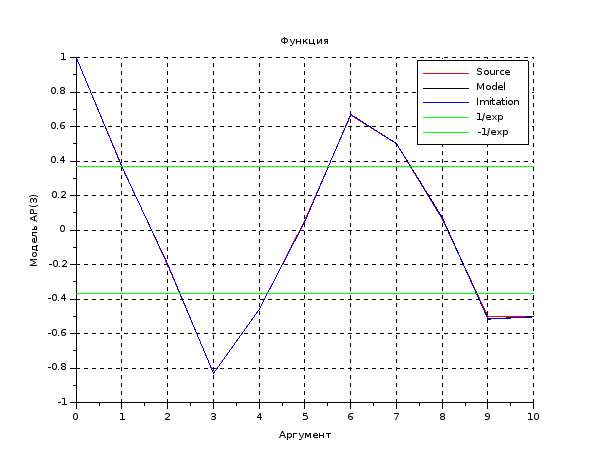 Функция
Source
Model
Imitation
1/exp
-1/exp
1
0.8
0.6
0.4
0.2
0
-0.2
-0.4
-0.6
-0.8
-1
Модель АР(3)
0 1 2 3 4 5 6 7 8 9 10
Аргумент